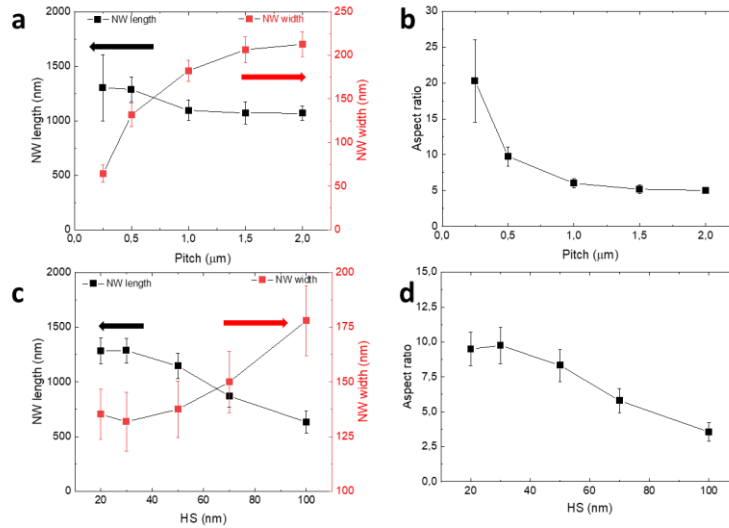 a
NW length
NW width
2000
1500
1000
500
0
NW length (nm)
250
200
150
100
50
0
NW width (nm)
0,0 0,5 1,0 1,5 2,0
Pitch (μm)
b
30
25
20
15
10
5
0
Aspect ratio
0,0 0,5 1,0 1,5 2,0
Pitch (μm)
c
NW length
NW width
2000
1500
1250
1000
750
500
0
NW length (nm)
200
175
150
125
100
NW width (nm)
20 40 60 80 100
HS (nm)
d
15,0
12,5
10,0
7,5
5,0
2,5
0,0
Aspect ratio
20 40 60 80 100
HS (nm)